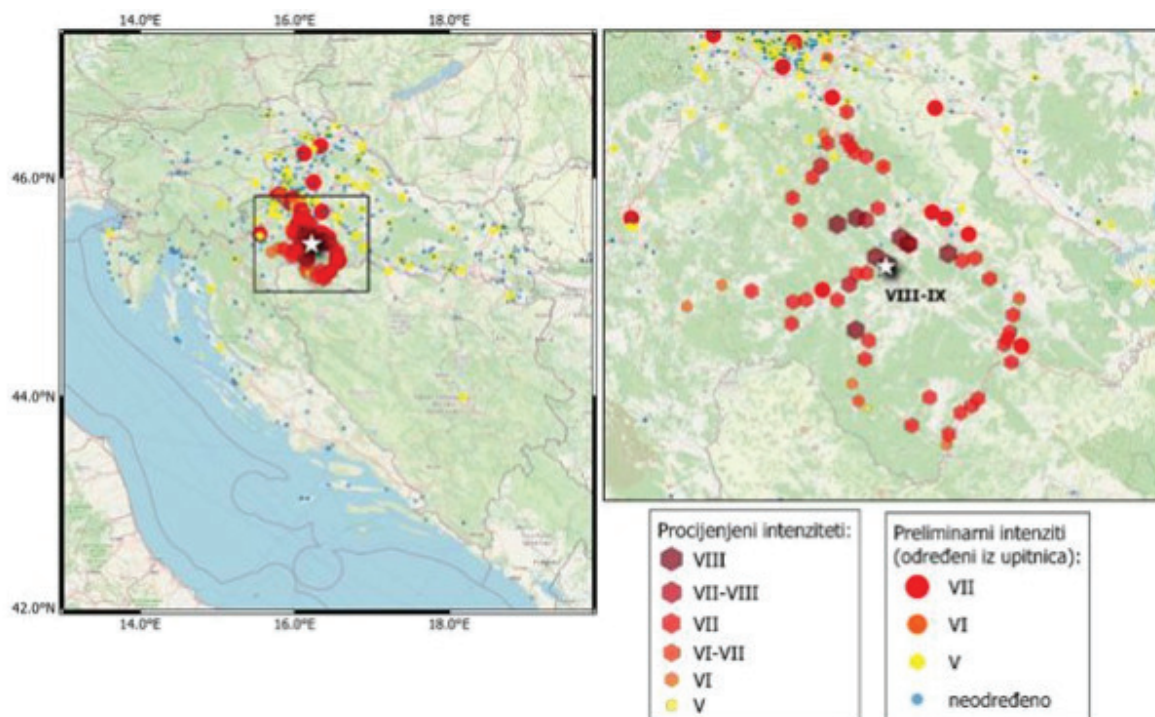 14.0°E 16.0°E 18.0°E
46.0°N
44.0°N
42.0°N
14.0°E 16.0°E 18.0°E
VIII-IX
Procijenjeni intenziteti:
VIII
VII-VIII
VII
VI-VII
VI
V
Preliminarni intenziti
(određeni iz upitnica):
VII
VI
V
neodređeno